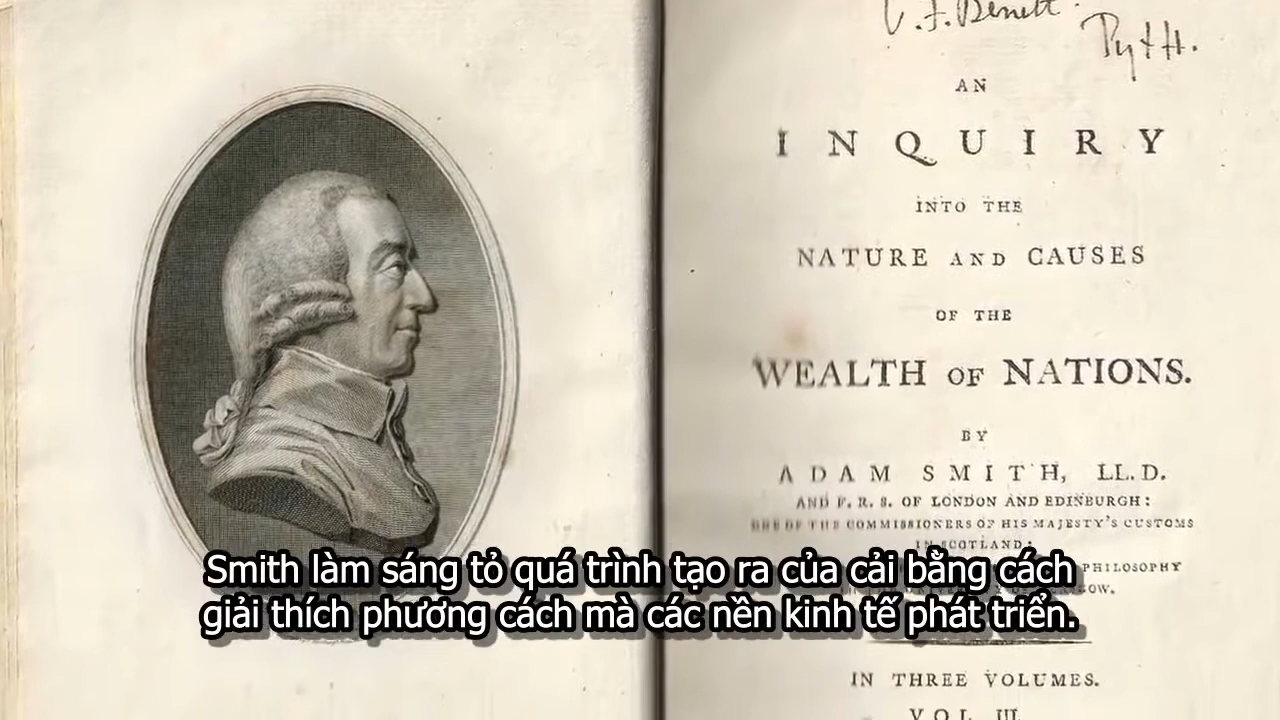 AN
INQUIRY
INTO THE
NATURE AND CAUSES
OF THE
WEALTH OF NATIONS.
BY
ADAM SMITH, LL.D.
AND F. R. S. OF LONDON AND EDINBURGH:
ONE OF THE COMMISSIONERS OF HIS MAJESTY'S CUSTOMS
IN SCOTLAND;
PHILOSOPHY
Smith làm sáng tỏ quá trình tạo ra của cải bằng cách
giải thích phương cách mà các nền kinh tế phát triển.
IN THREE VOLUMES.
VOL III.